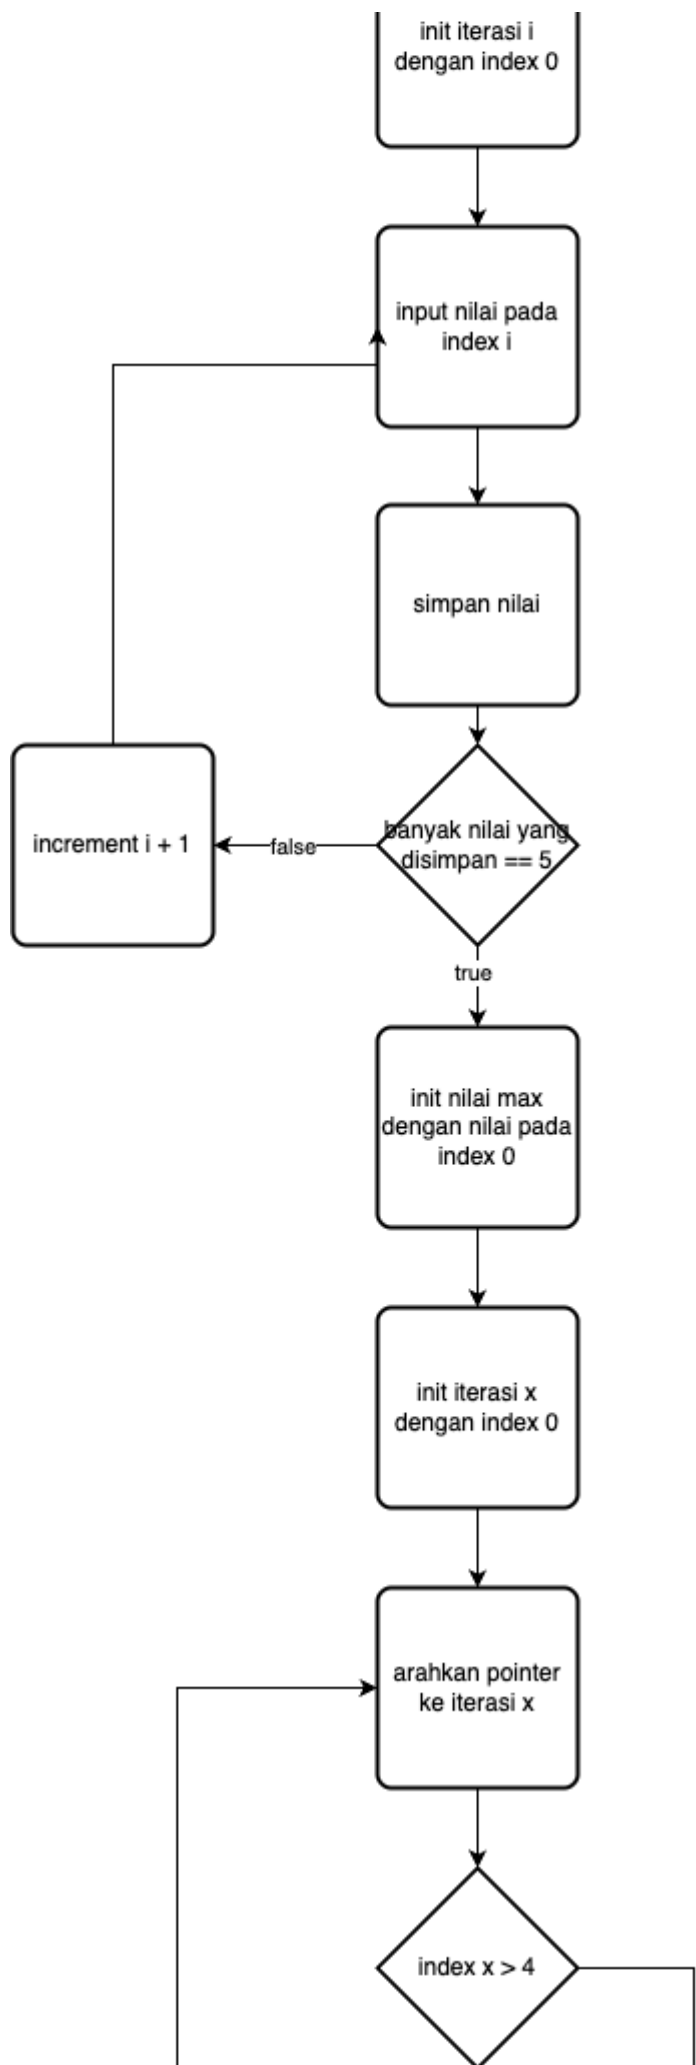 init iterasi i
dengan index 0
input nilai pada
index i
simpan nilai
banyak nilai yang
disimpan == 5
false
increment i + 1
true
init nilai max
dengan nilai pada
index 0
init iterasi x
dengan index 0
arahkan pointer
ke iterasi x
index x > 4